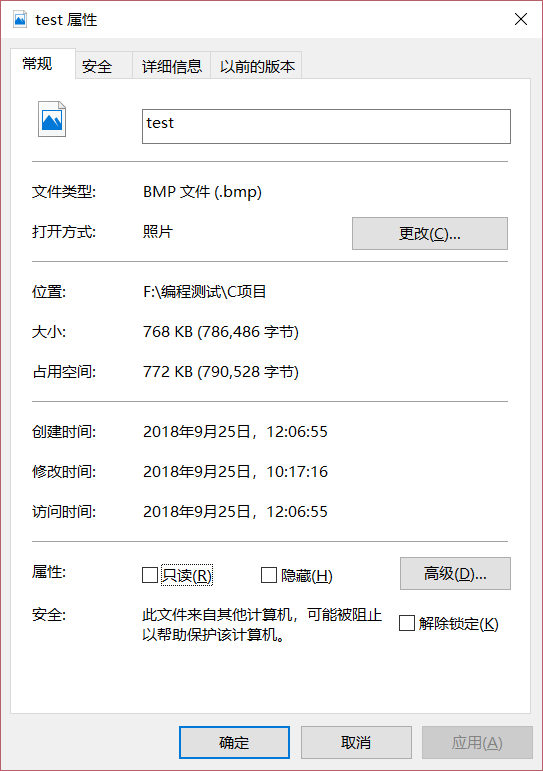 test 属性
常规 安全 详细信息 以前的版本
test
文件类型: BMP 文件 (.bmp)
打开方式: 照片 更改(C)...
位置: F:\编程测试\C项目
大小: 768 KB (786,486 字节)
占用空间: 772 KB (790,528 字节)
创建时间: 2018年9月25日，12:06:55
修改时间: 2018年9月25日，10:17:16
访问时间: 2018年9月25日，12:06:55
属性: 只读(R) 隐藏(H) 高级(D)...
安全: 此文件来自其他计算机，可能被阻止
以帮助保护该计算机。 解除锁定(K)
确定 取消 应用(A)